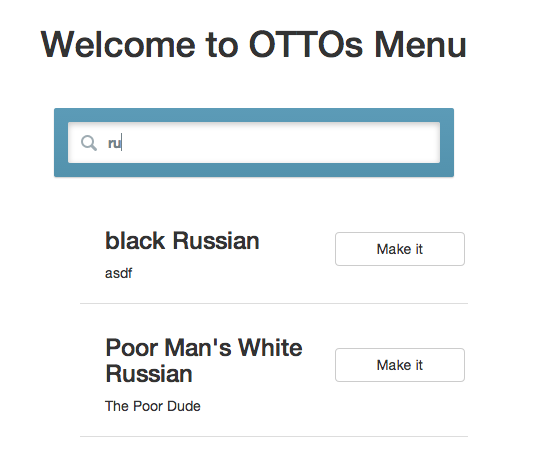 Welcome to OTTOs Menu
ru
black Russian
Make it
asdf
Poor Man's White
Russian
Make it
The Poor Dude